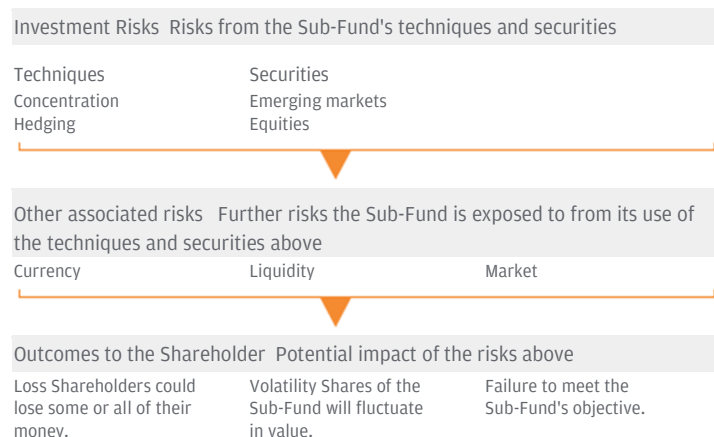 Investment Risks Risks from the Sub-Fund's techniques and securities
Techniques
Concentration
Hedging
Securities
Emerging markets
Equities
Other associated risks Further risks the Sub-Fund is exposed to from its use of
the techniques and securities above
Currency
Liquidity
Market
Outcomes to the Shareholder Potential impact of the risks above
Loss Shareholders could
lose some or all of their
money.
Volatility Shares of the
Sub-Fund will fluctuate
in value.
Failure to meet the
Sub-Fund's objective.